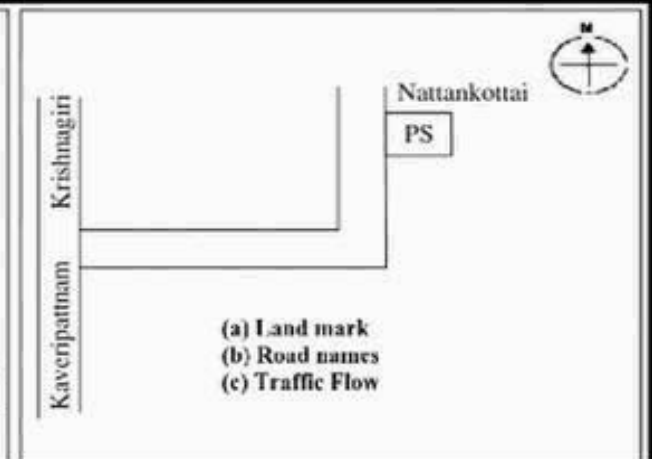 N
Nattankottai
PS
Krishnagiri
Kaveripattnam
(a) Land mark
(b) Road names
(c) Traffic Flow